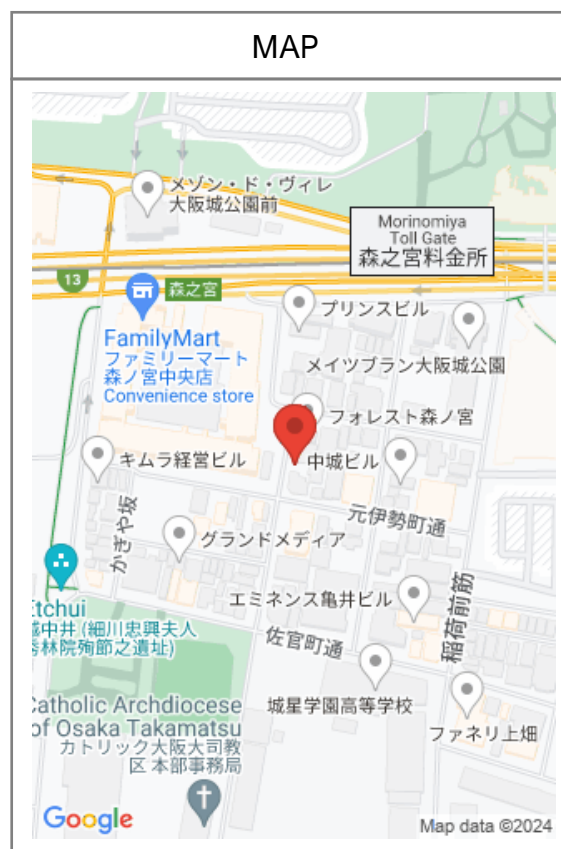 MAP
メゾン・ド・ヴィレ
大阪城公園前
Morinomiya
Toll Gate
森之宮料金所
13
森之宮
プリンスビル
FamilyMart
ファミリーマート
森ノ宮中央店
Convenience store
メイツブラン大阪城公園
フォレスト森ノ宮
キムラ経営ビル
中城ビル
かぎや坂
元伊勢町通
グランドメディア
Etchui
越中井 (細川忠興夫人
秀林院殉節之遺址)
エミネンス亀井ビル
佐官町通
稲荷前筋
城星学園高等学校
Catholic Archdiocese
of Osaka Takamatsu
カトリック大阪大司教
区 本部事務局
ファネリ上畑
Google
Map data ©2024